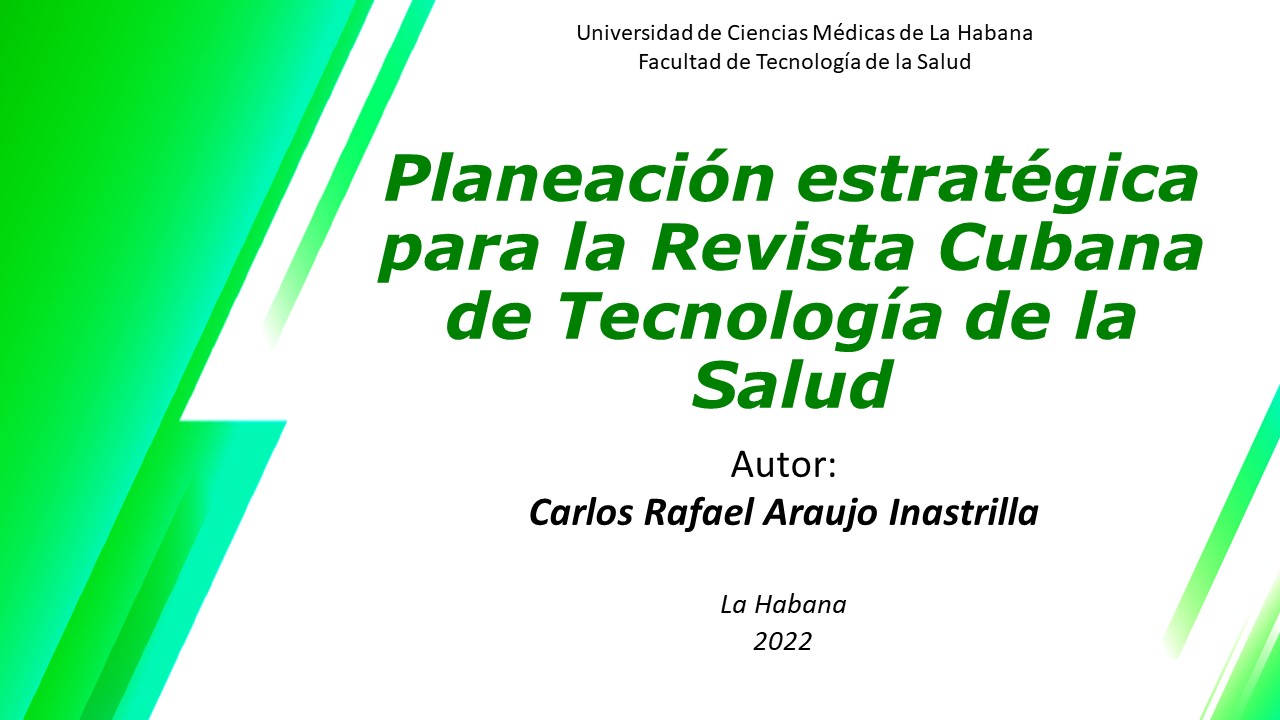 Universidad de Ciencias Médicas de La Habana
Facultad de Tecnología de la Salud
Planeación estratégica
para la Revista Cubana
de Tecnología de la
Salud
Autor:
Carlos Rafael Araujo Inastrilla
La Habana
2022